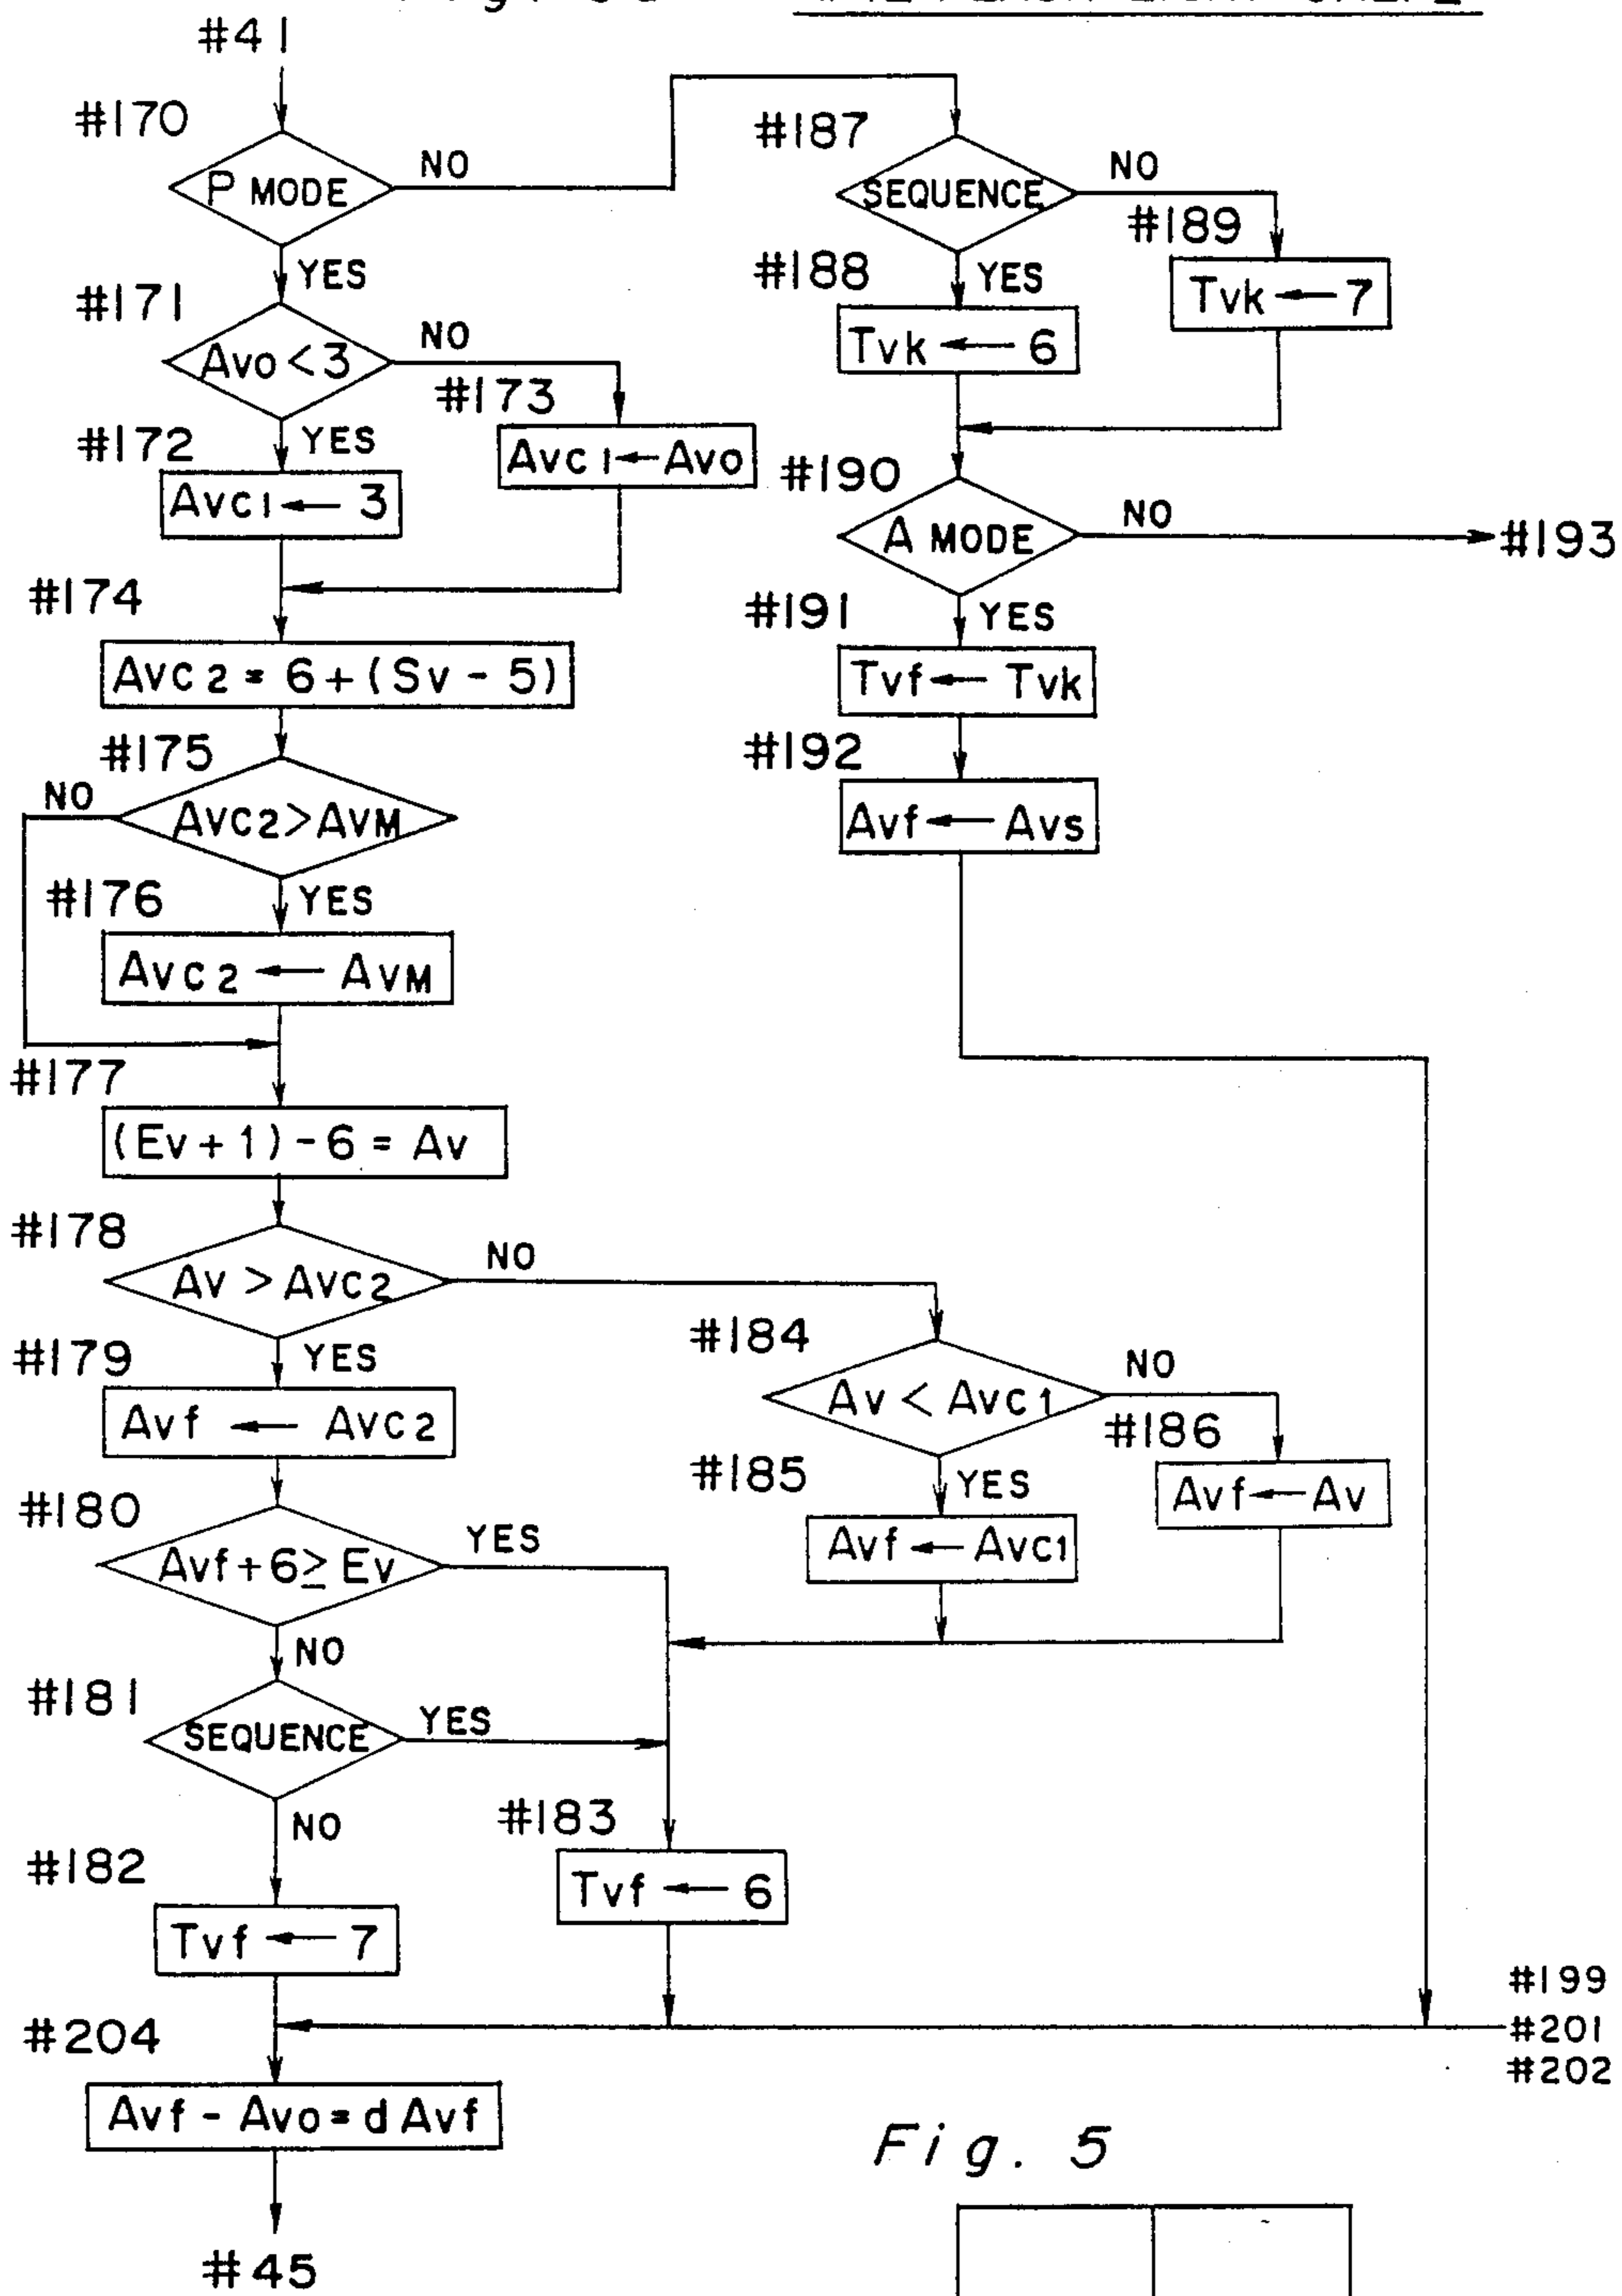 #41
#170
P MODE
NO
YES
#171
Avo < 3
NO
#173
Avc1 ← Avo
#172
YES
Avc1 ← 3
#174
Avc2 = 6 + (Sv - 5)
#175
NO
Avc2 > AvM
#176
YES
Avc2 ← AvM
#177
(Ev + 1) - 6 = Av
#178
Av > Avc2
NO
#179
YES
Avf ← Avc2
#180
Avf + 6 ≥ Ev
YES
NO
#181
SEQUENCE
YES
NO
#183
Tvf ← 6
#182
Tvf ← 7
#184
Av < Avc1
NO
#186
Avf ← Av
#185
YES
Avf ← Avc1
#187
SEQUENCE
NO
#189
Tvk ← 7
#188
YES
Tvk ← 6
#190
A MODE
NO
#193
#191
YES
Tvf ← Tvk
#192
Avf ← Avs
#199
#201
#202
#204
Avf - Avo = d Avf
#45
Fig. 5